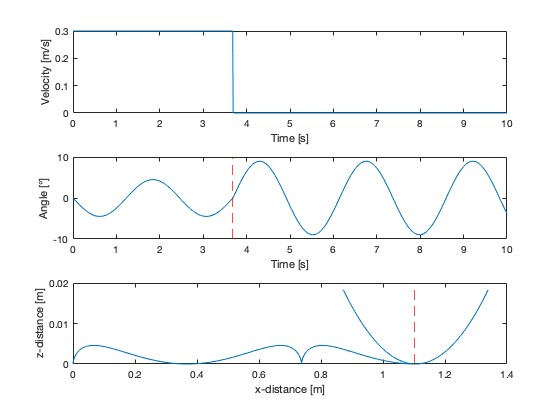 0.3
0.2
0.1
0
Velocity [m/s]
0 1 2 3 4 5 6 7 8 9 10
Time [s]
10
0
-10
Angle [°]
0 1 2 3 4 5 6 7 8 9 10
Time [s]
0.02
0.01
0
z-distance [m]
0 0.2 0.4 0.6 0.8 1 1.2 1.4
x-distance [m]